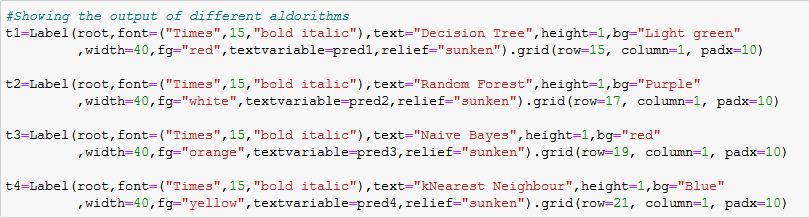 #Showing the output of different aldorithms
t1=Label(root,font=("Times",15,"bold italic"),text="Decision Tree",height=1,bg="Light green"
,width=40,fg="red",textvariable=pred1,relief="sunken").grid(row=15, column=1, padx=10)
t2=Label(root,font=("Times",15,"bold italic"),text="Random Forest",height=1,bg="Purple"
,width=40,fg="white",textvariable=pred2,relief="sunken").grid(row=17, column=1, padx=10)
t3=Label(root,font=("Times",15,"bold italic"),text="Naive Bayes",height=1,bg="red"
,width=40,fg="orange",textvariable=pred3,relief="sunken").grid(row=19, column=1, padx=10)
t4=Label(root,font=("Times",15,"bold italic"),text="kNearest Neighbour",height=1,bg="Blue"
,width=40,fg="yellow",textvariable=pred4,relief="sunken").grid(row=21, column=1, padx=10)